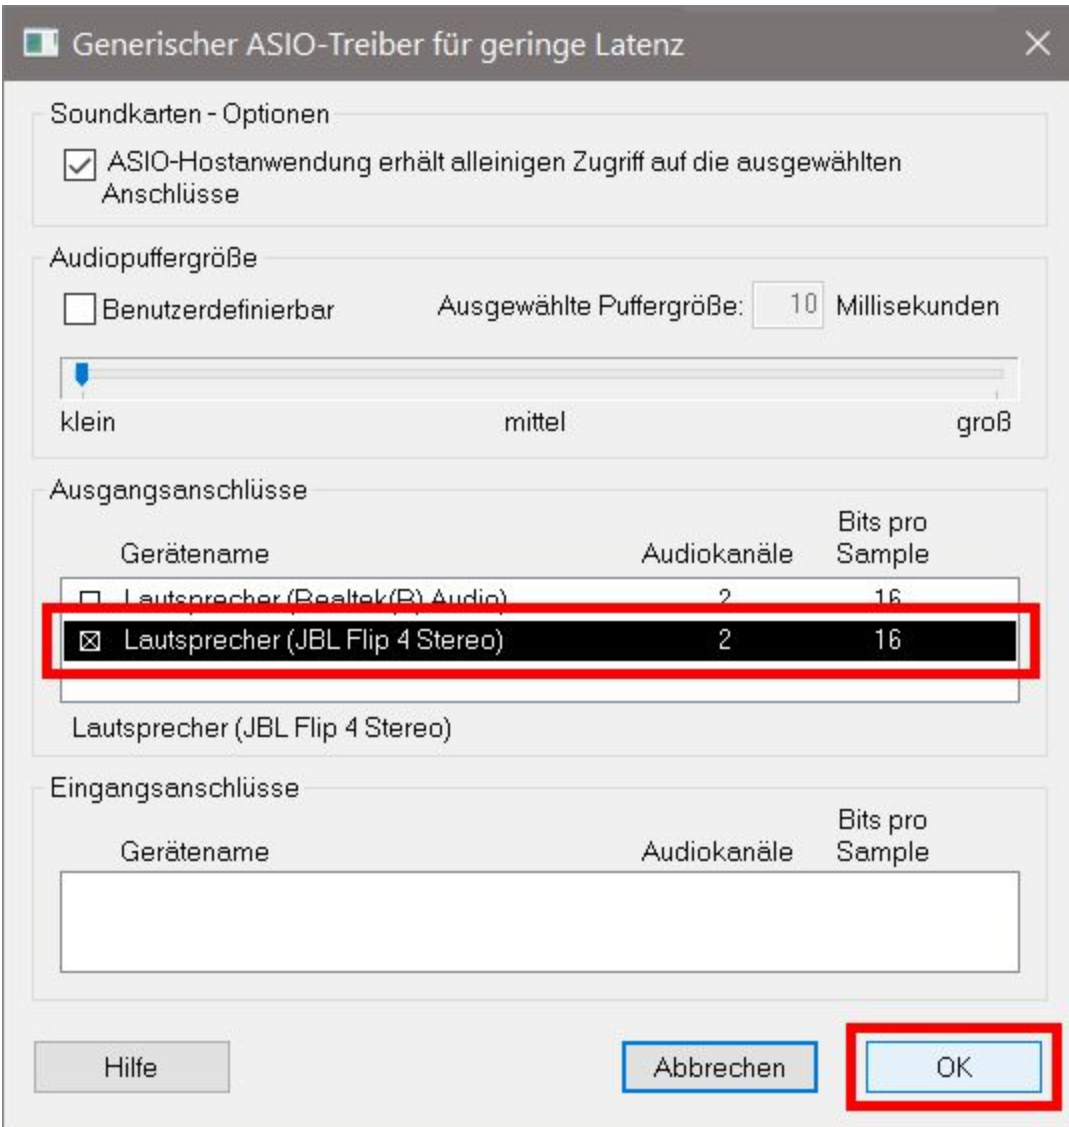 Generischer ASIO-Treiber für geringe Latenz
Soundkarten - Optionen
ASIO-Hostanwendung erhält alleinigen Zugriff auf die ausgewählten
Anschlüsse
Audiopuffergröße
Benutzerdefinierbar Ausgewählte Puffergröße: 10 Millisekunden
klein mittel groß
Ausgangsanschlüsse
Bits pro
Gerätename Audiokanäle Sample
Lautsprecher (Realtek(R) Audio) 2 16
Lautsprecher (JBL Flip 4 Stereo) 2 16
Lautsprecher (JBL Flip 4 Stereo)
Eingangsanschlüsse
Bits pro
Gerätename Audiokanäle Sample
Hilfe Abbrechen OK